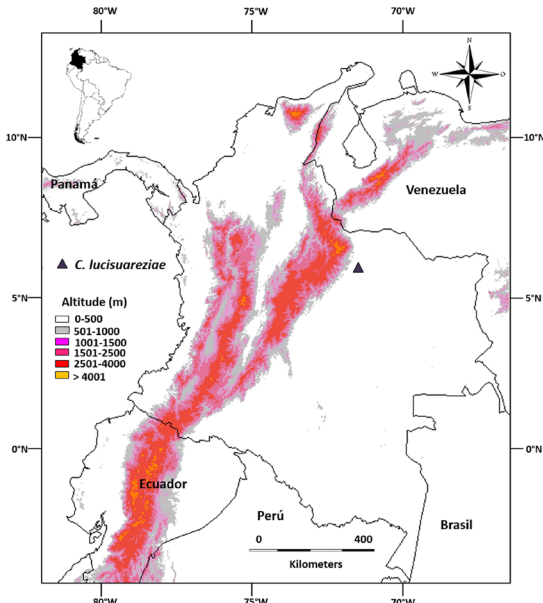 80°W 75°W 70°W
N
W O
S
10°N 10°N
Panamá
Venezuela
C. lucisuareziae
5°N 5°N
Altitude (m)
0-500
501-1000
1001-1500
1501-2500
2501-4000
> 4001
0°N 0°N
Ecuador
Perú
Brasil
0 400
Kilometers
80°W 75°W 70°W